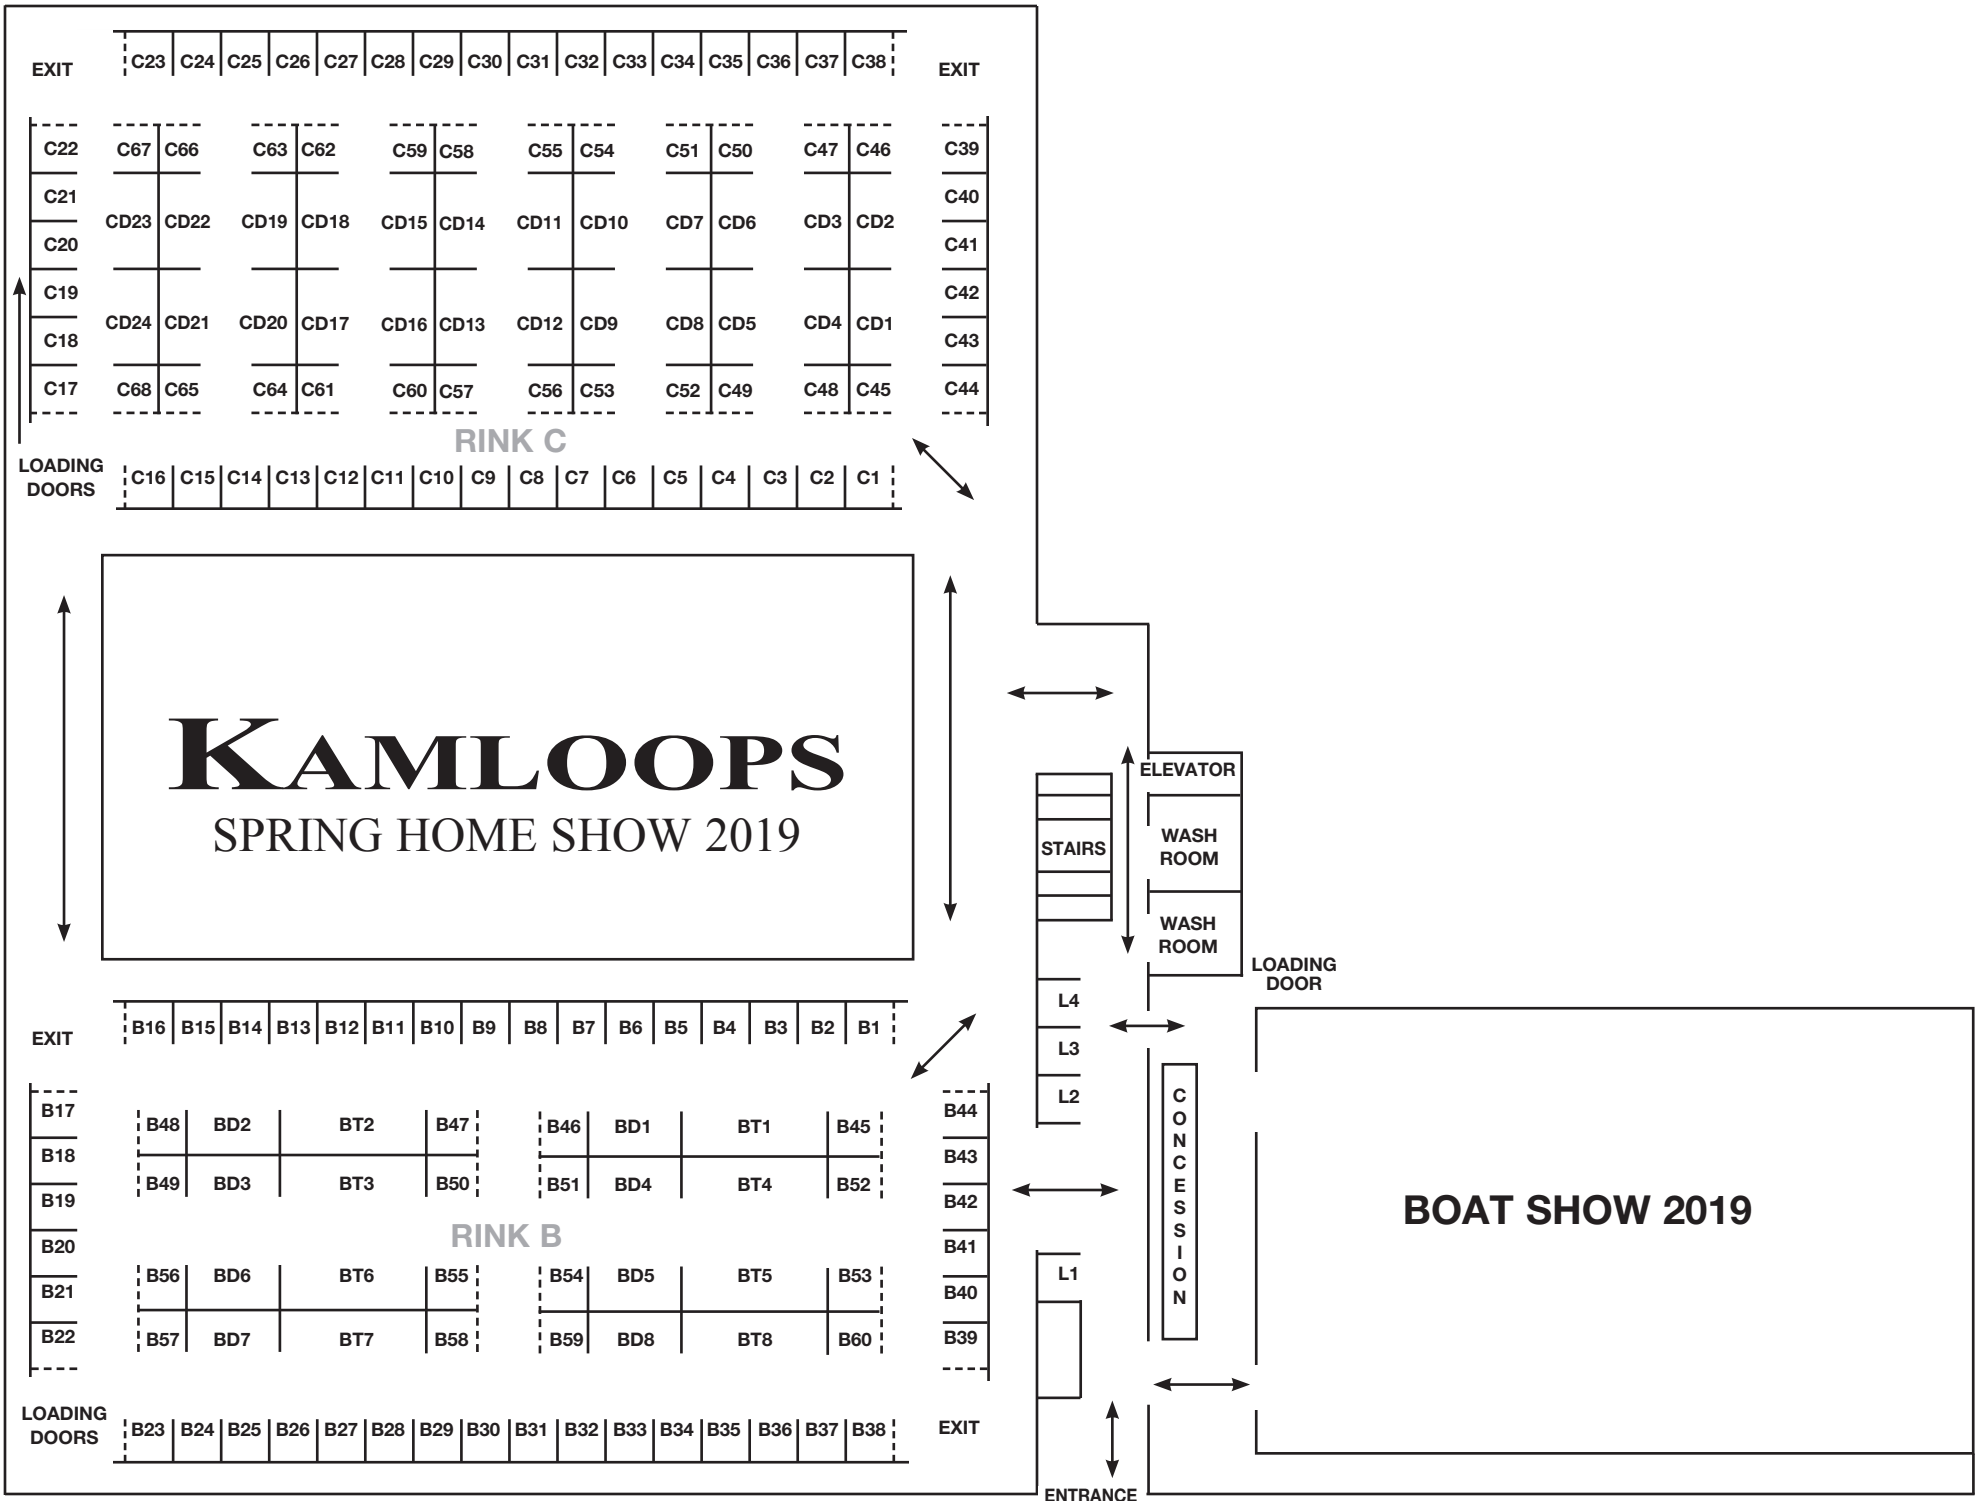 EXIT C23 C24 C25 C26 C27 C28 C29 C30 C31 C32 C33 C34 C35 C36 C37 C38 EXIT
C22 C67 C66 C63 C62 C59 C58 C55 C54 C51 C50 C47 C46 C39
C21 C40
CD23 CD22 CD19 CD18 CD15 CD14 CD11 CD10 CD7 CD6 CD3 CD2
C20 C41
C19 C42
CD24 CD21 CD20 CD17 CD16 CD13 CD12 CD9 CD8 CD5 CD4 CD1
C18 C43
C17 C68 C65 C64 C61 C60 C57 C56 C53 C52 C49 C48 C45 C44
RINK C
LOADING
DOORS
C16 C15 C14 C13 C12 C11 C10 C9 C8 C7 C6 C5 C4 C3 C2 C1
KAMLOOPS
SPRING HOME SHOW 2019
ELEVATOR
STAIRS
WASH
ROOM
WASH
ROOM
LOADING
DOOR
L4
L3
L2
L1
EXIT
B16 B15 B14 B13 B12 B11 B10 B9 B8 B7 B6 B5 B4 B3 B2 B1
B17 B44
B48 BD2 BT2 B47 B46 BD1 BT1 B45
B18 B43
B49 BD3 BT3 B50 B51 BD4 BT4 B52
B19 B42
RINK B
B20 B41
B56 BD6 BT6 B55 B54 BD5 BT5 B53
B21 B40
B22 B57 BD7 BT7 B58 B59 BD8 BT8 B60 B39
LOADING
DOORS
B23 B24 B25 B26 B27 B28 B29 B30 B31 B32 B33 B34 B35 B36 B37 B38 EXIT
CONCESSION
BOAT SHOW 2019
ENTRANCE